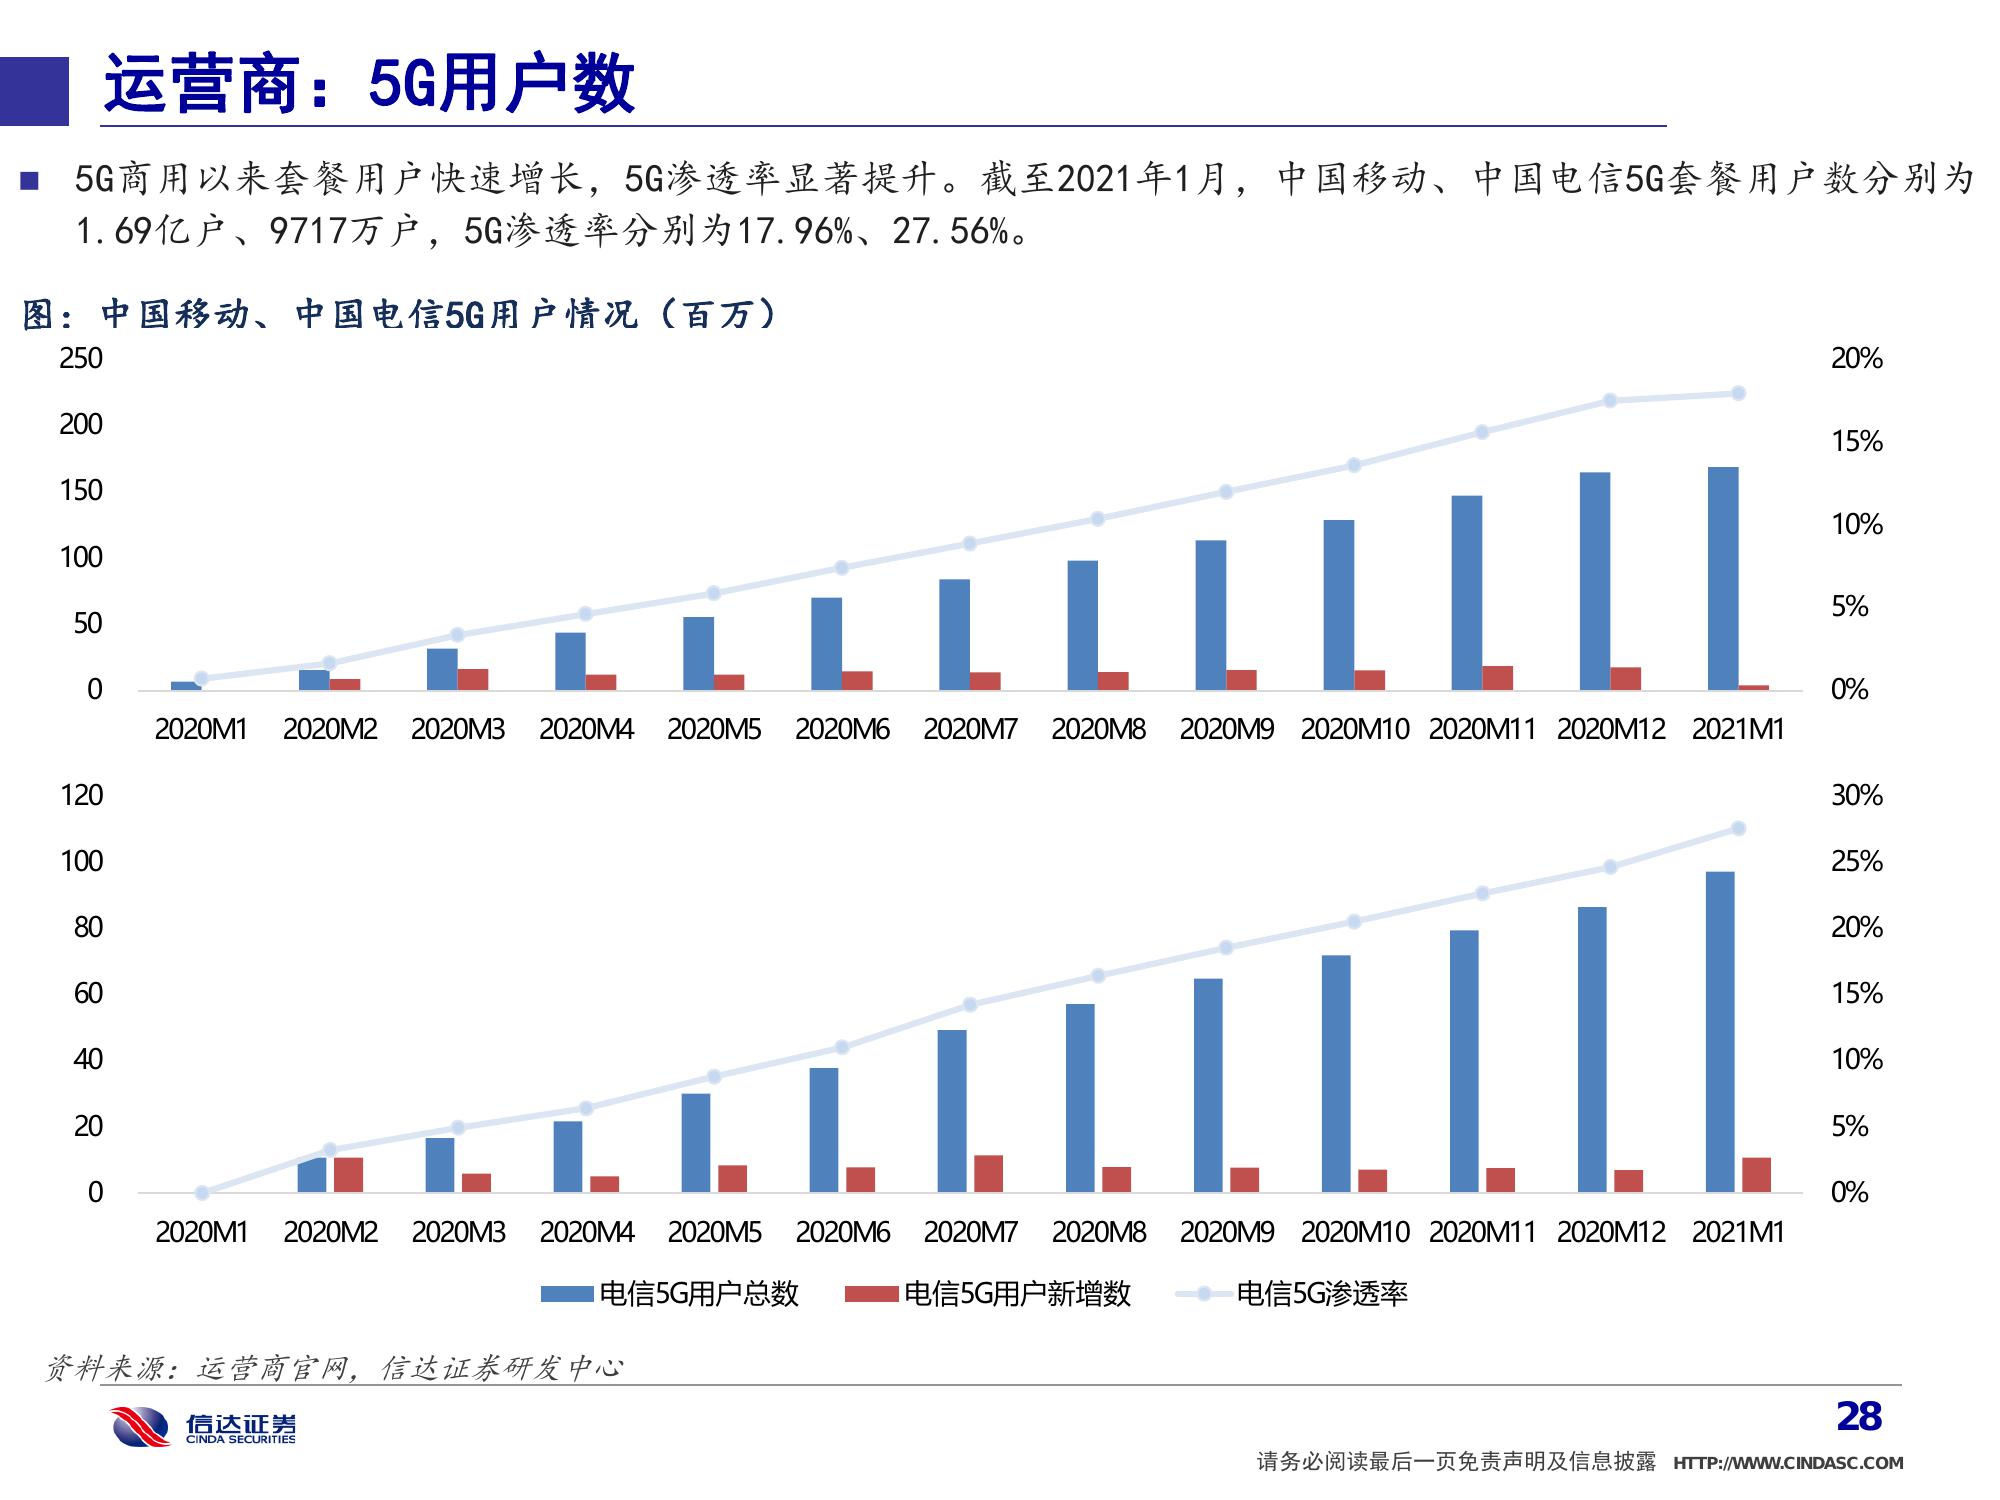 运营商：5G用户数
5G商用以来套餐用户快速增长，5G渗透率显著提升。截至2021年1月，中国移动、中国电信5G套餐用户数分别为
1.69亿户、9717万户，5G渗透率分别为17.96%、27.56%。
图：中国移动、中国电信5G用户情况（百万）
250 20%
200
15%
150
10%
100
5%
50
0 0%
2020M1 2020M2 2020M3 2020M4 2020M5 2020M6 2020M7 2020M8 2020M9 2020M10 2020M11 2020M12 2021M1
120 30%
100 25%
80 20%
60 15%
40 10%
20 5%
0 0%
2020M1 2020M2 2020M3 2020M4 2020M5 2020M6 2020M7 2020M8 2020M9 2020M10 2020M11 2020M12 2021M1
电信5G用户总数 电信5G用户新增数 电信5G渗透率
资料来源：运营商官网，信达证券研发中心
信达证券
CINDA SECURITIES
28
请务必阅读最后一页免责声明及信息披露 HTTP://WWW.CINDASC.COM